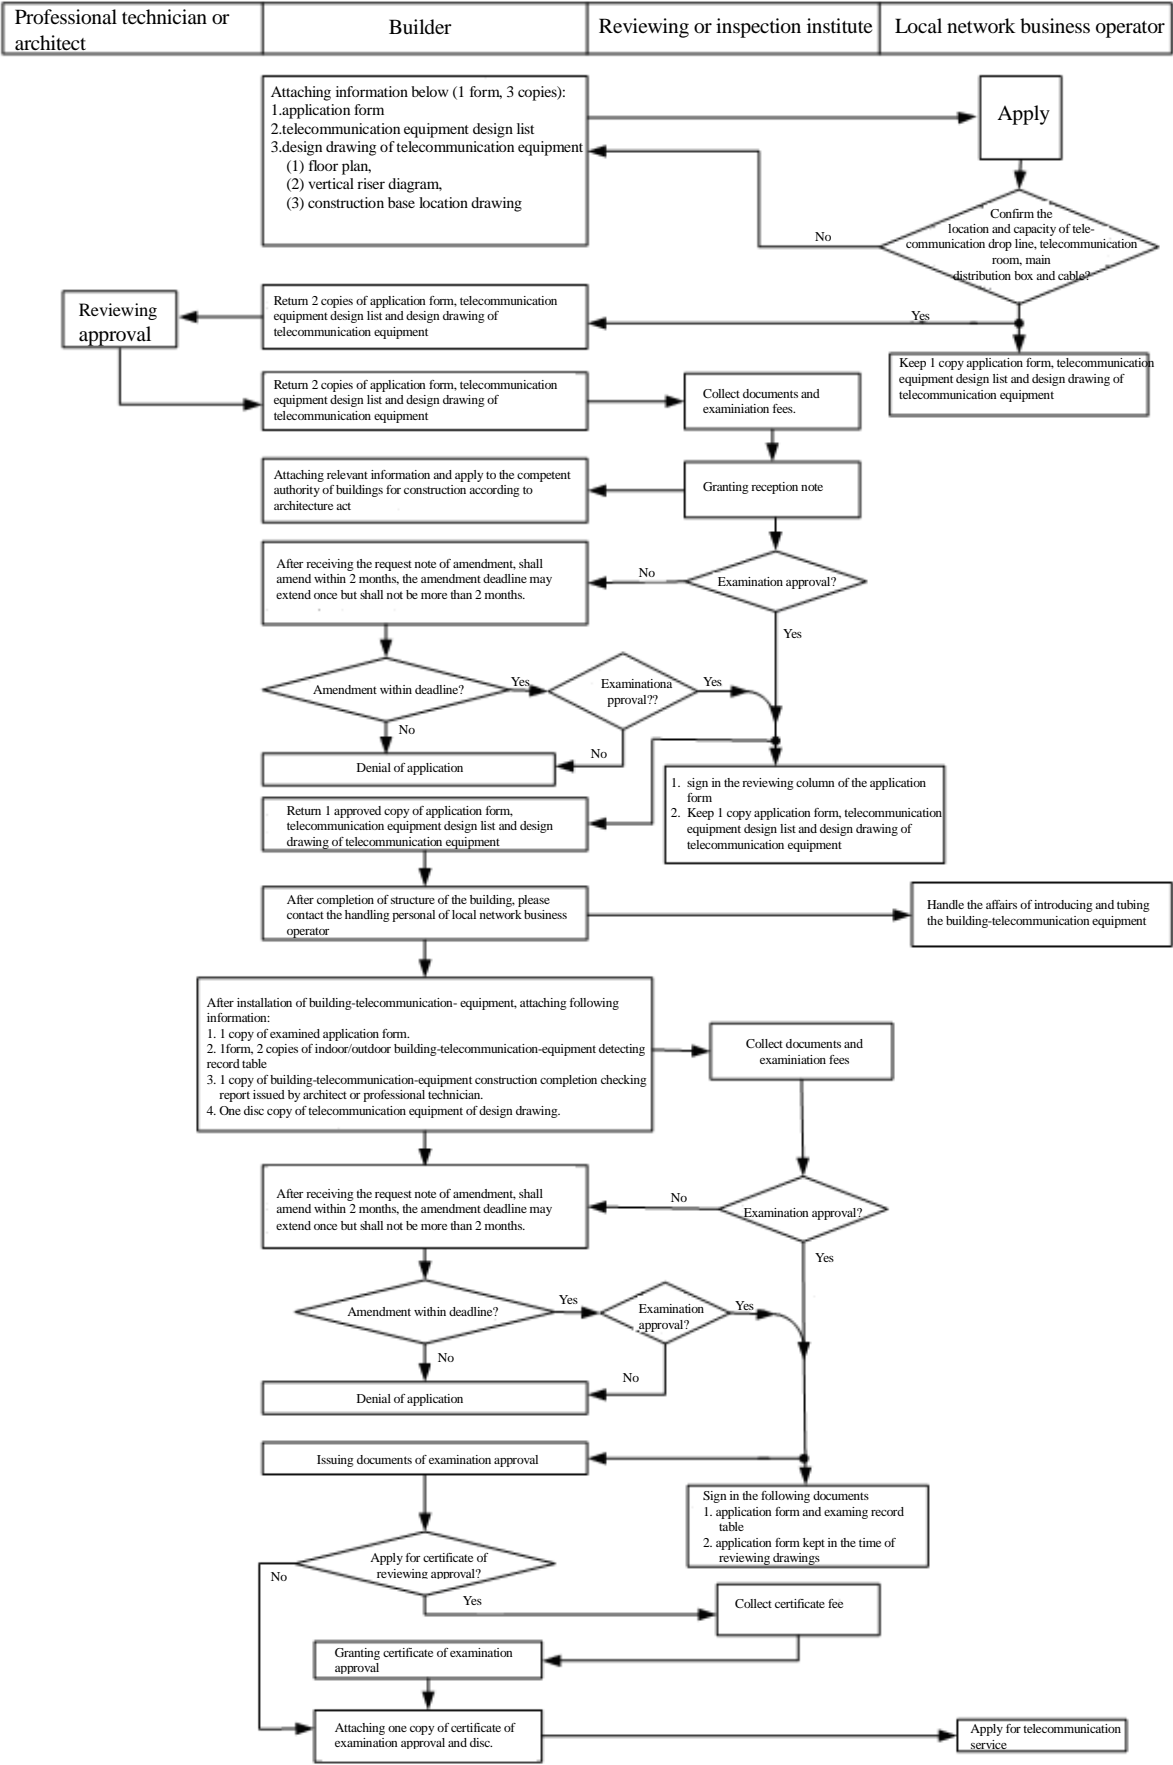 Professional technician or
architect
Builder
Reviewing or inspection institute
Local network business operator
Attaching information below (1 form, 3 copies):
1.application form
2.telecommunication equipment design list
3.design drawing of telecommunication equipment
(1) floor plan,
(2) vertical riser diagram,
(3) construction base location drawing
Apply
Confirm the
location and capacity of tele-
communication drop line, telecommunication
room, main
distribution box and cable?
No
Yes
Reviewing
approval
Return 2 copies of application form, telecommunication
equipment design list and design drawing of
telecommunication equipment
Keep 1 copy application form, telecommunication
equipment design list and design drawing of
telecommunication equipment
Return 2 copies of application form, telecommunication
equipment design list and design drawing of
telecommunication equipment
Collect documents and
examiniation fees.
Attaching relevant information and apply to the competent
authority of buildings for construction according to
architecture act
Granting reception note
After receiving the request note of amendment, shall
amend within 2 months, the amendment deadline may
extend once but shall not be more than 2 months.
No
Examination approval?
Yes
Amendment within deadline?
Yes
Examinationa
pproval??
Yes
No
No
Denial of application
1. sign in the reviewing column of the application
form
2. Keep 1 copy application form, telecommunication
equipment design list and design drawing of
telecommunication equipment
Return 1 approved copy of application form,
telecommunication equipment design list and design
drawing of telecommunication equipment
After completion of structure of the building, please
contact the handling personal of local network business
operator
Handle the affairs of introducing and tubing
the building-telecommunication equipment
After installation of building-telecommunication- equipment, attaching following
information:
1. 1 copy of examined application form.
2. 1form, 2 copies of indoor/outdoor building-telecommunication-equipment detecting
record table
3. 1 copy of building-telecommunication-equipment construction completion checking
report issued by architect or professional technician.
4. One disc copy of telecommunication equipment of design drawing.
Collect documents and
examiniation fees
After receiving the request note of amendment, shall
amend within 2 months, the amendment deadline may
extend once but shall not be more than 2 months.
No
Examination approval?
Yes
Amendment within deadline?
Yes
Examination
approval?
Yes
No
No
Denial of application
Issuing documents of examination approval
Sign in the following documents
1. application form and examing record
table
2. application form kept in the time of
reviewing drawings
Apply for certificate of
reviewing approval?
No
Yes
Collect certificate fee
Granting certificate of examination
approval
Attaching one copy of certificate of
examination approval and disc.
Apply for telecommunication
service